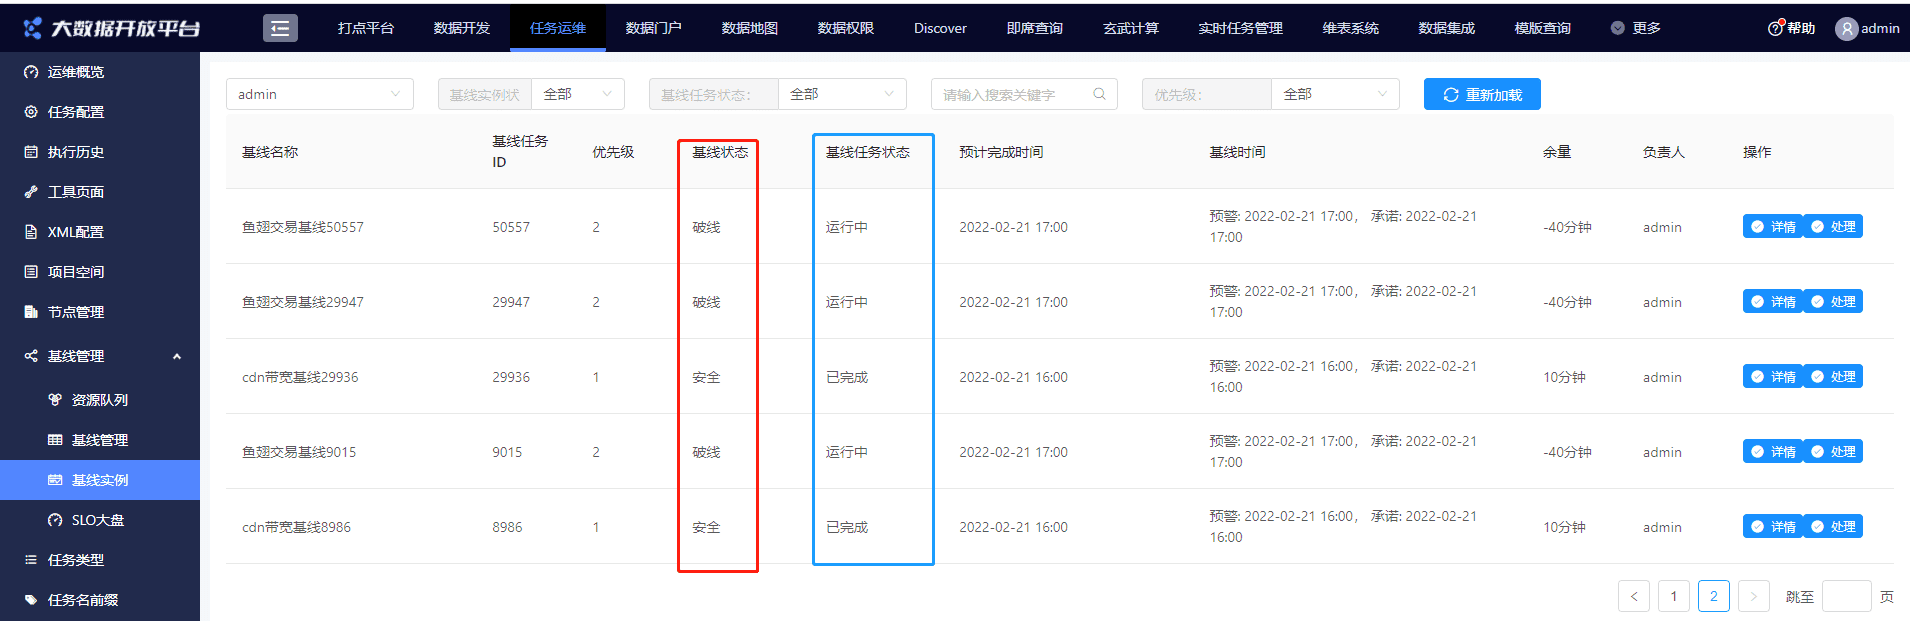 大数据开放平台
打点平台 数据开发 任务运维 数据门户 数据地图 数据权限 Discover 即席查询 玄武计算 实时任务管理 维表系统 数据集成 模版查询 更多 帮助 admin
运维概览
任务配置
执行历史
工具页面
XML配置
项目空间
节点管理
基线管理
资源队列
基线管理
基线实例
SLO大盘
任务类型
任务名前缀
admin 基线实例状 全部 基线任务状态: 全部 请输入搜索关键字 优先级: 全部 重新加载
基线名称 基线任务 优先级 基线状态 基线任务状态 预计完成时间 基线时间 余量 负责人 操作
ID
鱼翅交易基线50557 50557 2 破线 运行中 2022-02-21 17:00 预警: 2022-02-21 17:00, 承诺: 2022-02-21 -40分钟 admin 详情 处理
17:00
鱼翅交易基线29947 29947 2 破线 运行中 2022-02-21 17:00 预警: 2022-02-21 17:00, 承诺: 2022-02-21 -40分钟 admin 详情 处理
17:00
cdn带宽基线29936 29936 1 安全 已完成 2022-02-21 16:00 预警: 2022-02-21 16:00, 承诺: 2022-02-21 10分钟 admin 详情 处理
16:00
鱼翅交易基线9015 9015 2 破线 运行中 2022-02-21 17:00 预警: 2022-02-21 17:00, 承诺: 2022-02-21 -40分钟 admin 详情 处理
17:00
cdn带宽基线8986 8986 1 安全 已完成 2022-02-21 16:00 预警: 2022-02-21 16:00, 承诺: 2022-02-21 10分钟 admin 详情 处理
16:00
< 1 2 > 跳至 页